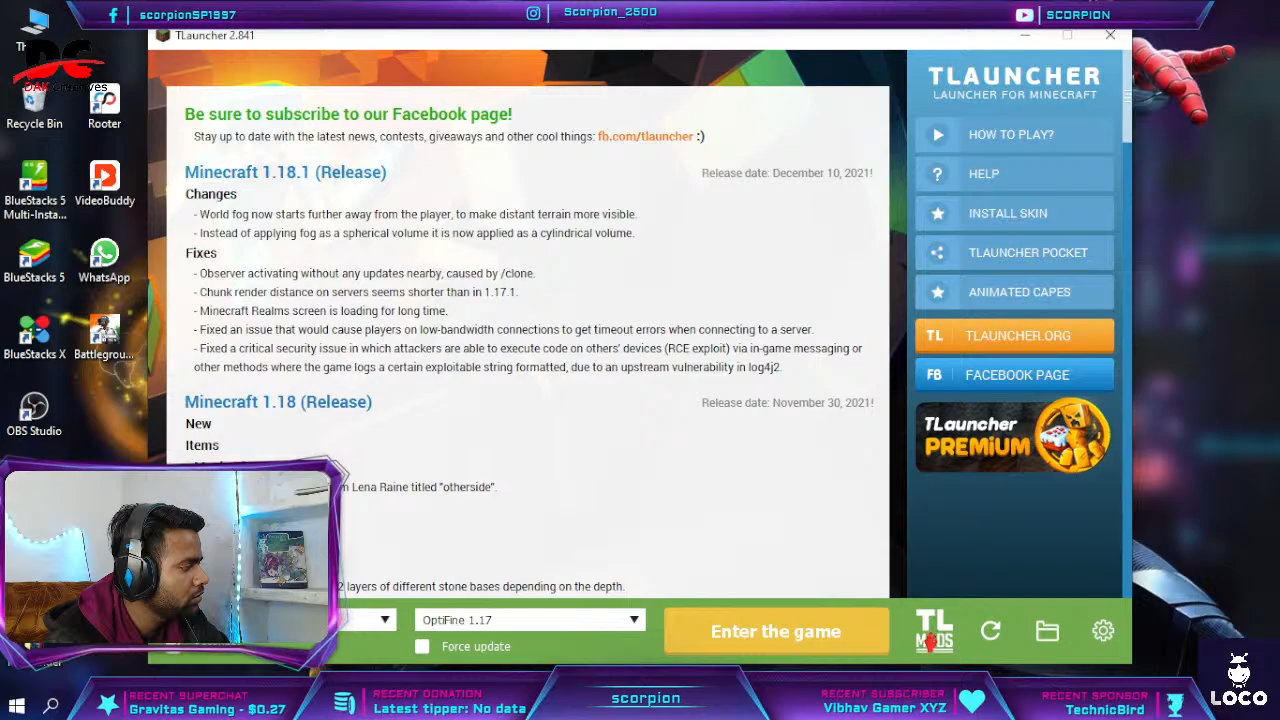 scorpionSP1997
Scorpion_2500
SCORPION
TLauncher 2.841
DAK Creatives
Recycle Bin
Rooter
BlueStacks 5
Multi-Insta...
VideoBuddy
BlueStacks 5
WhatsApp
BlueStacks X
Battlegrou...
OBS Studio
Be sure to subscribe to our Facebook page!
Stay up to date with the latest news, contests, giveaways and other cool things: fb.com/tlauncher :)
Minecraft 1.18.1 (Release)
Release date: December 10, 2021!
Changes
- World fog now starts further away from the player, to make distant terrain more visible.
- Instead of applying fog as a spherical volume it is now applied as a cylindrical volume.
Fixes
- Observer activating without any updates nearby, caused by /clone.
- Chunk render distance on servers seems shorter than in 1.17.1.
- Minecraft Realms screen is loading for long time.
- Fixed an issue that would cause players on low-bandwidth connections to get timeout errors when connecting to a server.
- Fixed a critical security issue in which attackers are able to execute code on others' devices (RCE exploit) via in-game messaging or
other methods where the game logs a certain exploitable string formatted, due to an upstream vulnerability in log4j2.
Minecraft 1.18 (Release)
Release date: November 30, 2021!
New
Items
Lena Raine titled "otherside".
2 layers of different stone bases depending on the depth.
TLAUNCHER
LAUNCHER FOR MINECRAFT
HOW TO PLAY?
HELP
INSTALL SKIN
TLAUNCHER POCKET
ANIMATED CAPES
TL TLAUNCHER.ORG
FB FACEBOOK PAGE
TLauncher
PREMIUM
OptiFine 1.17
Force update
Enter the game
TL
MODS
RECENT SUPERCHAT
Gravitas Gaming - $0.27
RECENT DONATION
Latest tipper: No data
scorpion
RECENT SUBSCRIBER
Vibhav Gamer XYZ
RECENT SPONSOR
TechnicBird
LOCO